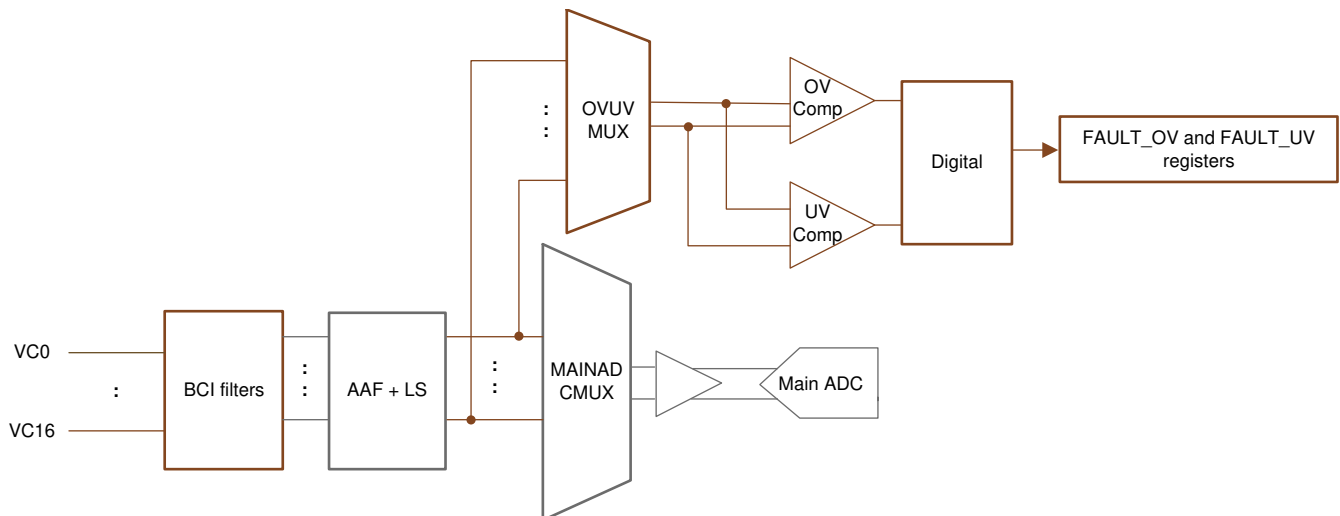 OVUV
MUX
OV
Comp
UV
Comp
Digital
FAULT_OV and FAULT_UV
registers
VC0
:
VC16
BCI filters
:
:
AAF + LS
:
:
:
:
MAINAD
CMUX
Main ADC